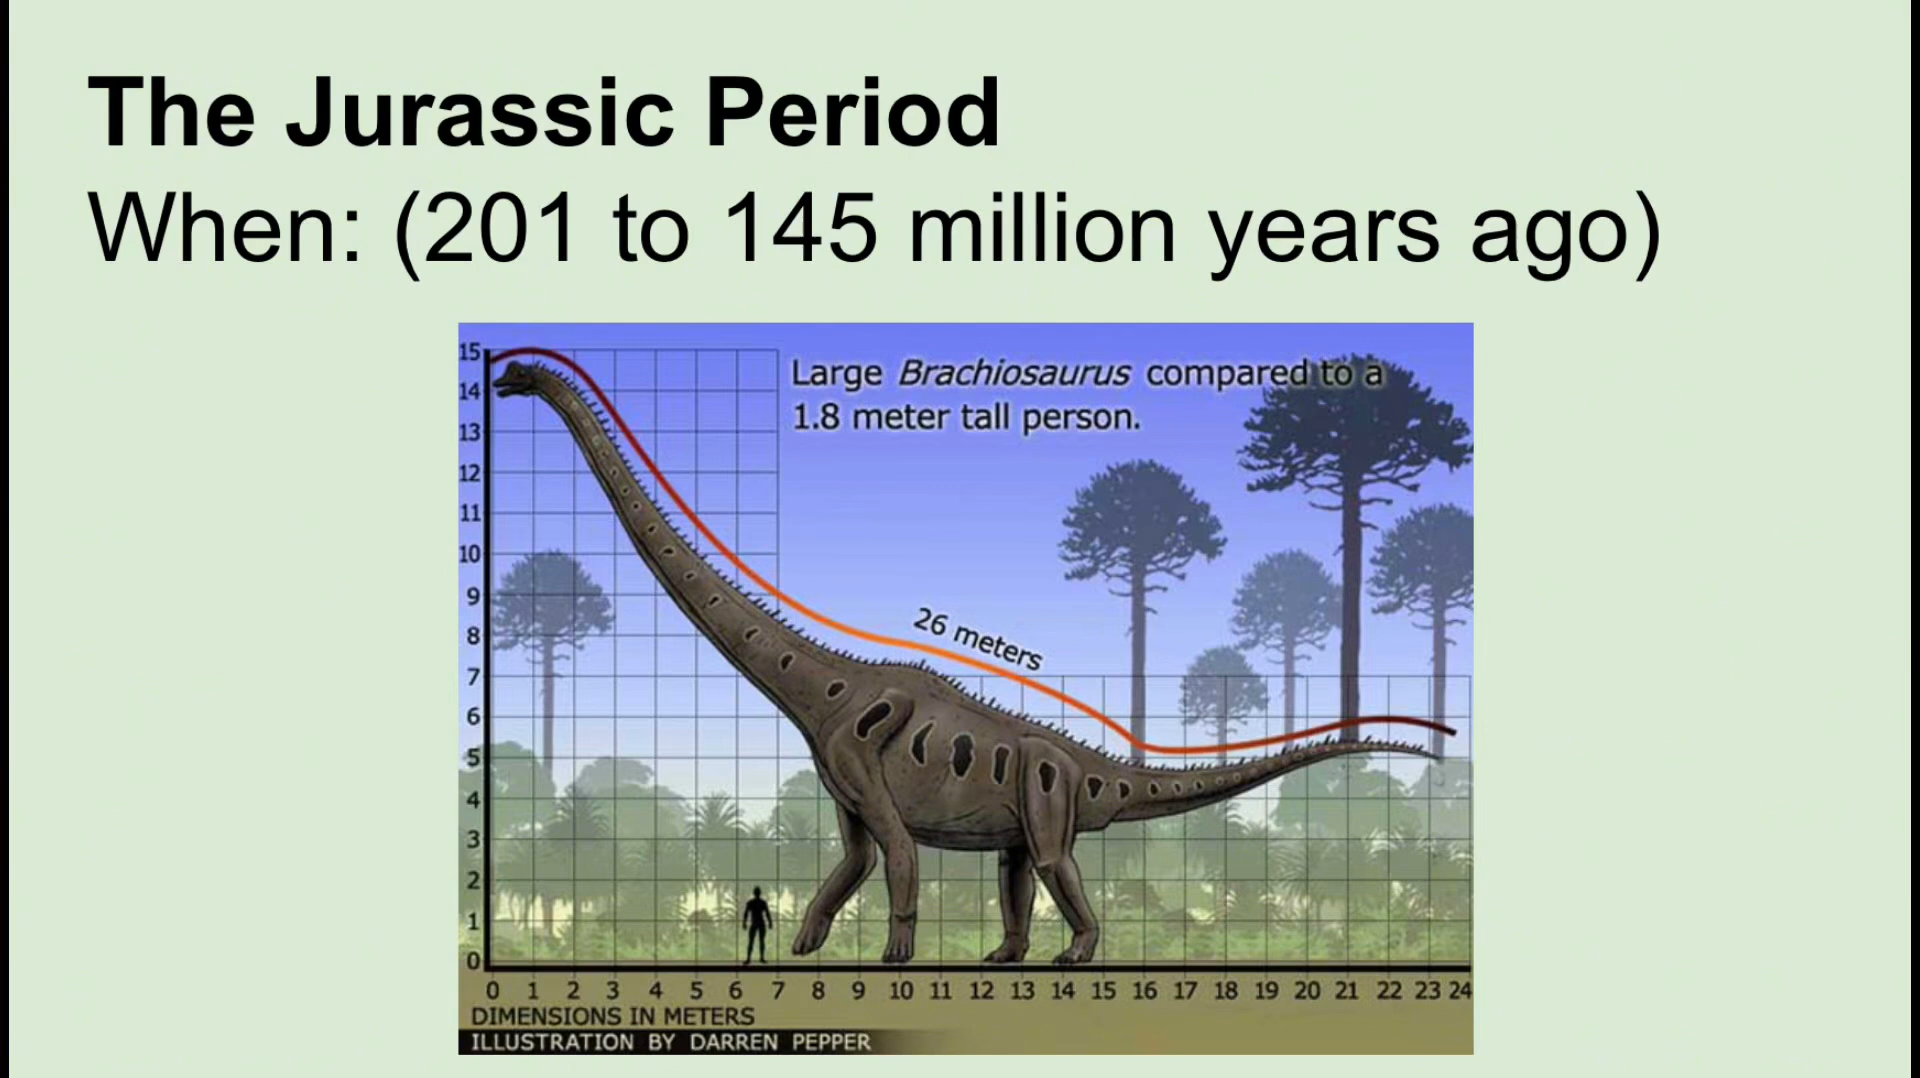 The Jurassic Period
When: (201 to 145 million years ago)
Large Brachiosaurus compared to a
1.8 meter tall person.
15
14
13
12
11
10
9
8
7
6
5
4
3
2
1
0
26 meters
0 1 2 3 4 5 6 7 8 9 10 11 12 13 14 15 16 17 18 19 20 21 22 23 24
DIMENSIONS IN METERS
ILLUSTRATION BY DARREN PEPPER